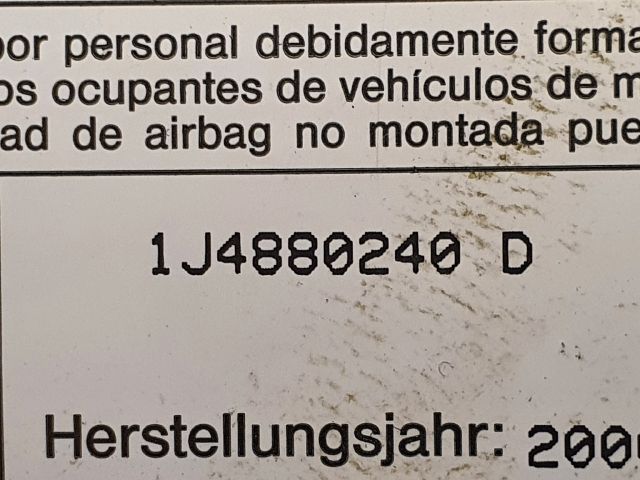 por personal debidamente forma
os ocupantes de vehículos de m
ad de airbag no montada pue
1J4880240 D
Herstellungsjahr: 200